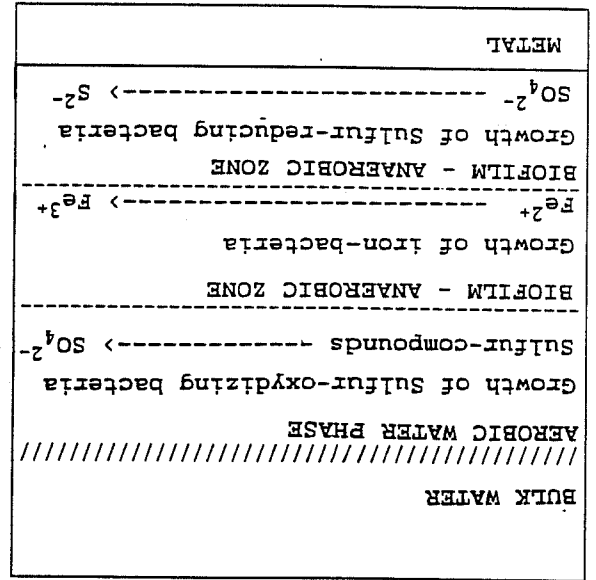 BULK WATER
////////////////////////////////////////
AEROBIC WATER PHASE
Growth of Sulfur-oxydizing bacteria
Sulfur-compounds -------------> SO₄²⁻
BIOFILM - ANAEROBIC ZONE
Growth of iron-bacteria
Fe²⁺ --------------------> Fe³⁺
BIOFILM - ANAEROBIC ZONE
Growth of Sulfur-reducing bacteria
SO₄²⁻ --------------------> S²⁻
METAL